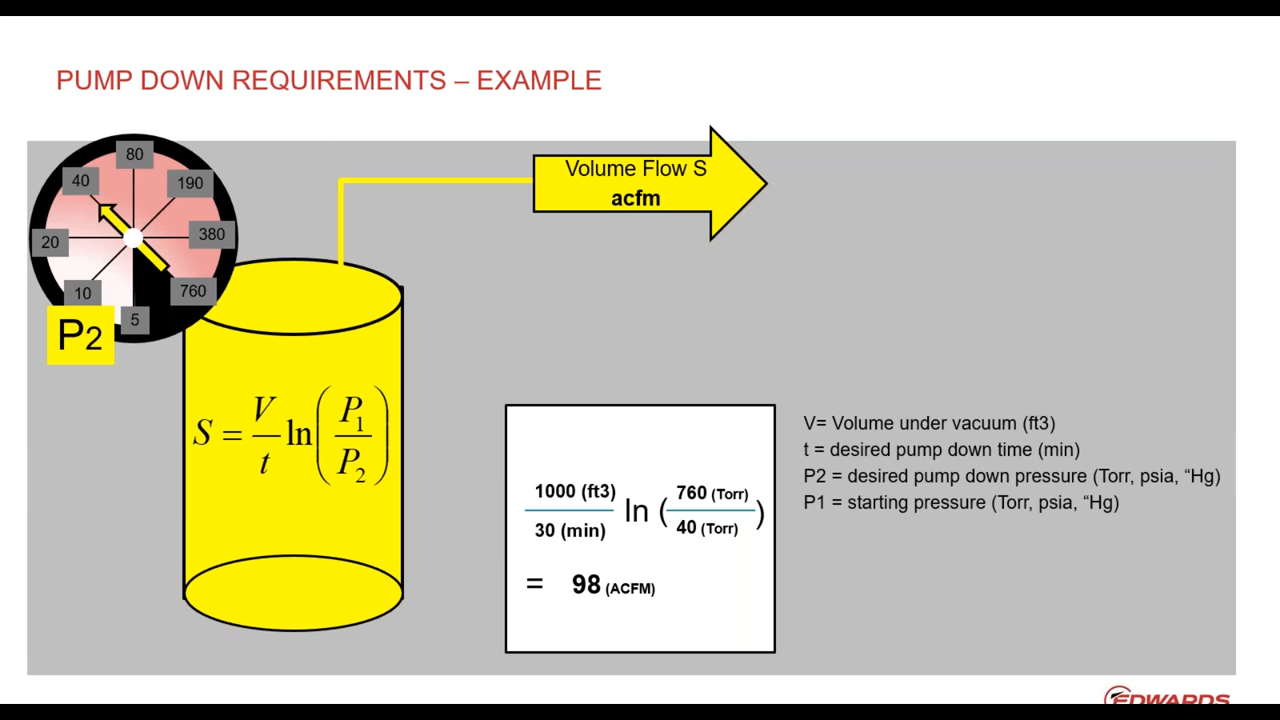 PUMP DOWN REQUIREMENTS – EXAMPLE
80
40
190
20
380
10
760
5
P2
Volume Flow S
acfm
S = V/t ln(P1/P2)
1000 (ft3)
30 (min)
ln (
760 (Torr)
40 (Torr)
)
= 98 (ACFM)
V= Volume under vacuum (ft3)
t = desired pump down time (min)
P2 = desired pump down pressure (Torr, psia, “Hg)
P1 = starting pressure (Torr, psia, “Hg)
EDWARDS